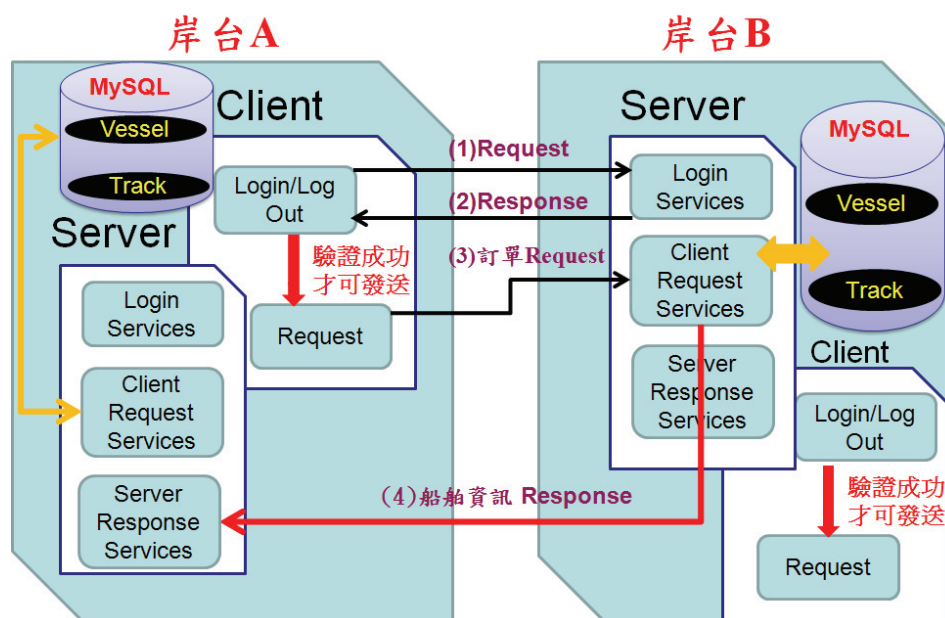 岸台A
MySQL
Vessel
Track
Client
Login/Log
Out
驗證成功
才可發送
Request
Server
Login
Services
Client
Request
Services
Server
Response
Services
(1)Request
(2)Response
(3)訂單Request
(4)船舶資訊 Response
岸台B
Server
Login
Services
Client
Request
Services
Server
Response
Services
MySQL
Vessel
Track
Client
Login/Log
Out
驗證成功
才可發送
Request